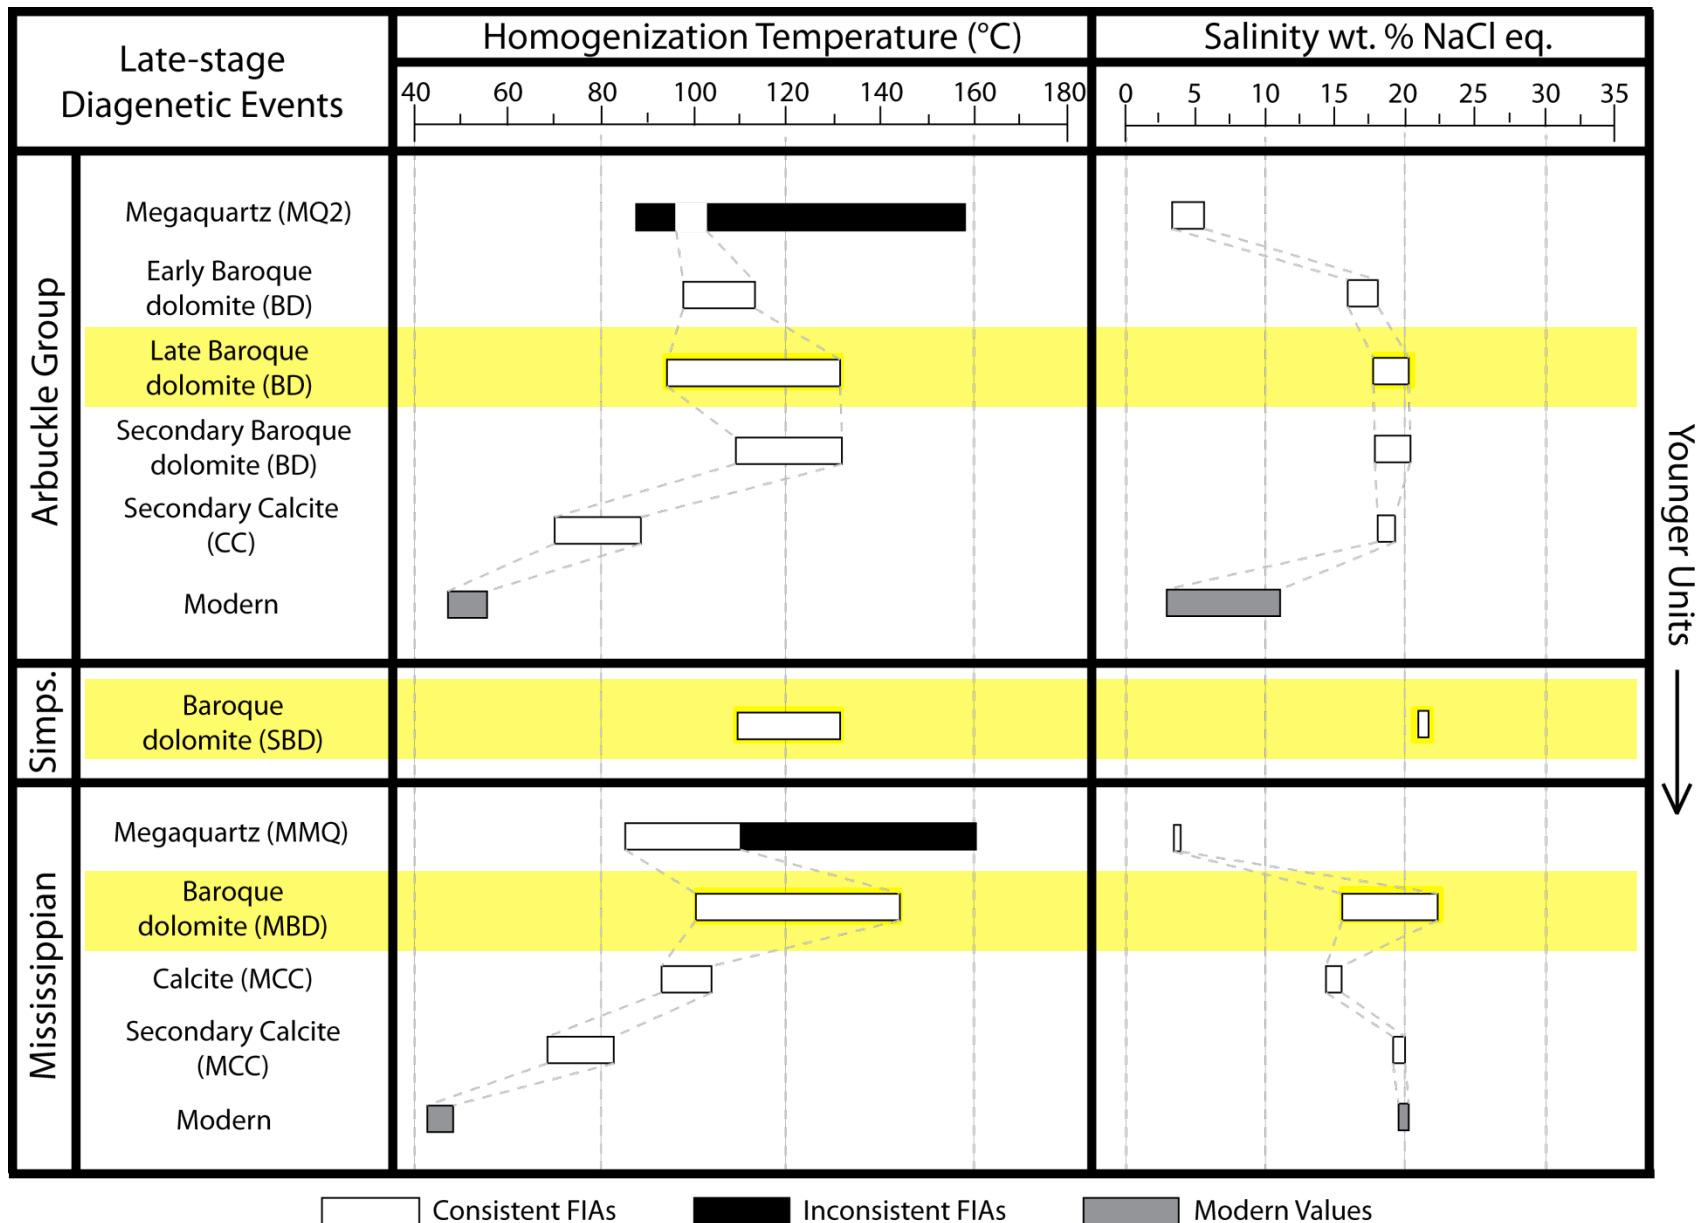 Late-stage
Diagenetic Events
Homogenization Temperature (°C)
Salinity wt. % NaCl eq.
40 60 80 100 120 140 160 180
0 5 10 15 20 25 30 35
Arbuckle Group
Megaquartz (MQ2)
Early Baroque
dolomite (BD)
Late Baroque
dolomite (BD)
Secondary Baroque
dolomite (BD)
Secondary Calcite
(CC)
Modern
Simps.
Baroque
dolomite (SBD)
Mississippian
Megaquartz (MMQ)
Baroque
dolomite (MBD)
Calcite (MCC)
Secondary Calcite
(MCC)
Modern
Younger Units
Consistent FIAs
Inconsistent FIAs
Modern Values